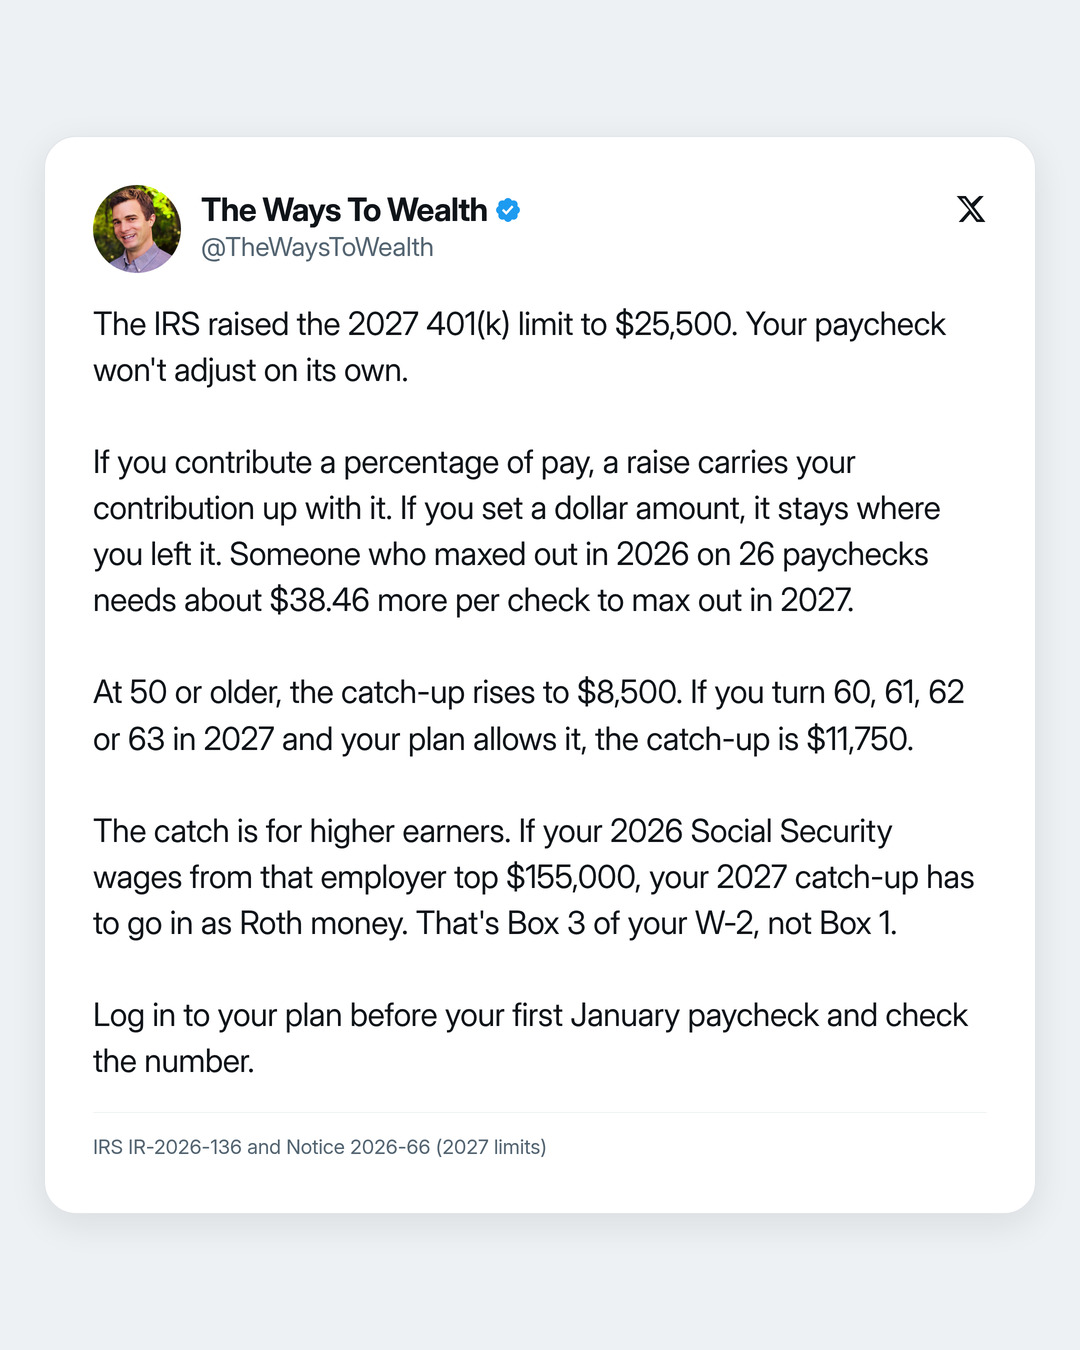 The Ways To Wealth
@TheWaysToWealth
The IRS raised the 2027 401(k) limit to $25,500. Your paycheck
won't adjust on its own.
If you contribute a percentage of pay, a raise carries your
contribution up with it. If you set a dollar amount, it stays where
you left it. Someone who maxed out in 2026 on 26 paychecks
needs about $38.46 more per check to max out in 2027.
At 50 or older, the catch-up rises to $8,500. If you turn 60, 61, 62
or 63 in 2027 and your plan allows it, the catch-up is $11,750.
The catch is for higher earners. If your 2026 Social Security
wages from that employer top $155,000, your 2027 catch-up has
to go in as Roth money. That's Box 3 of your W-2, not Box 1.
Log in to your plan before your first January paycheck and check
the number.
IRS IR-2026-136 and Notice 2026-66 (2027 limits)